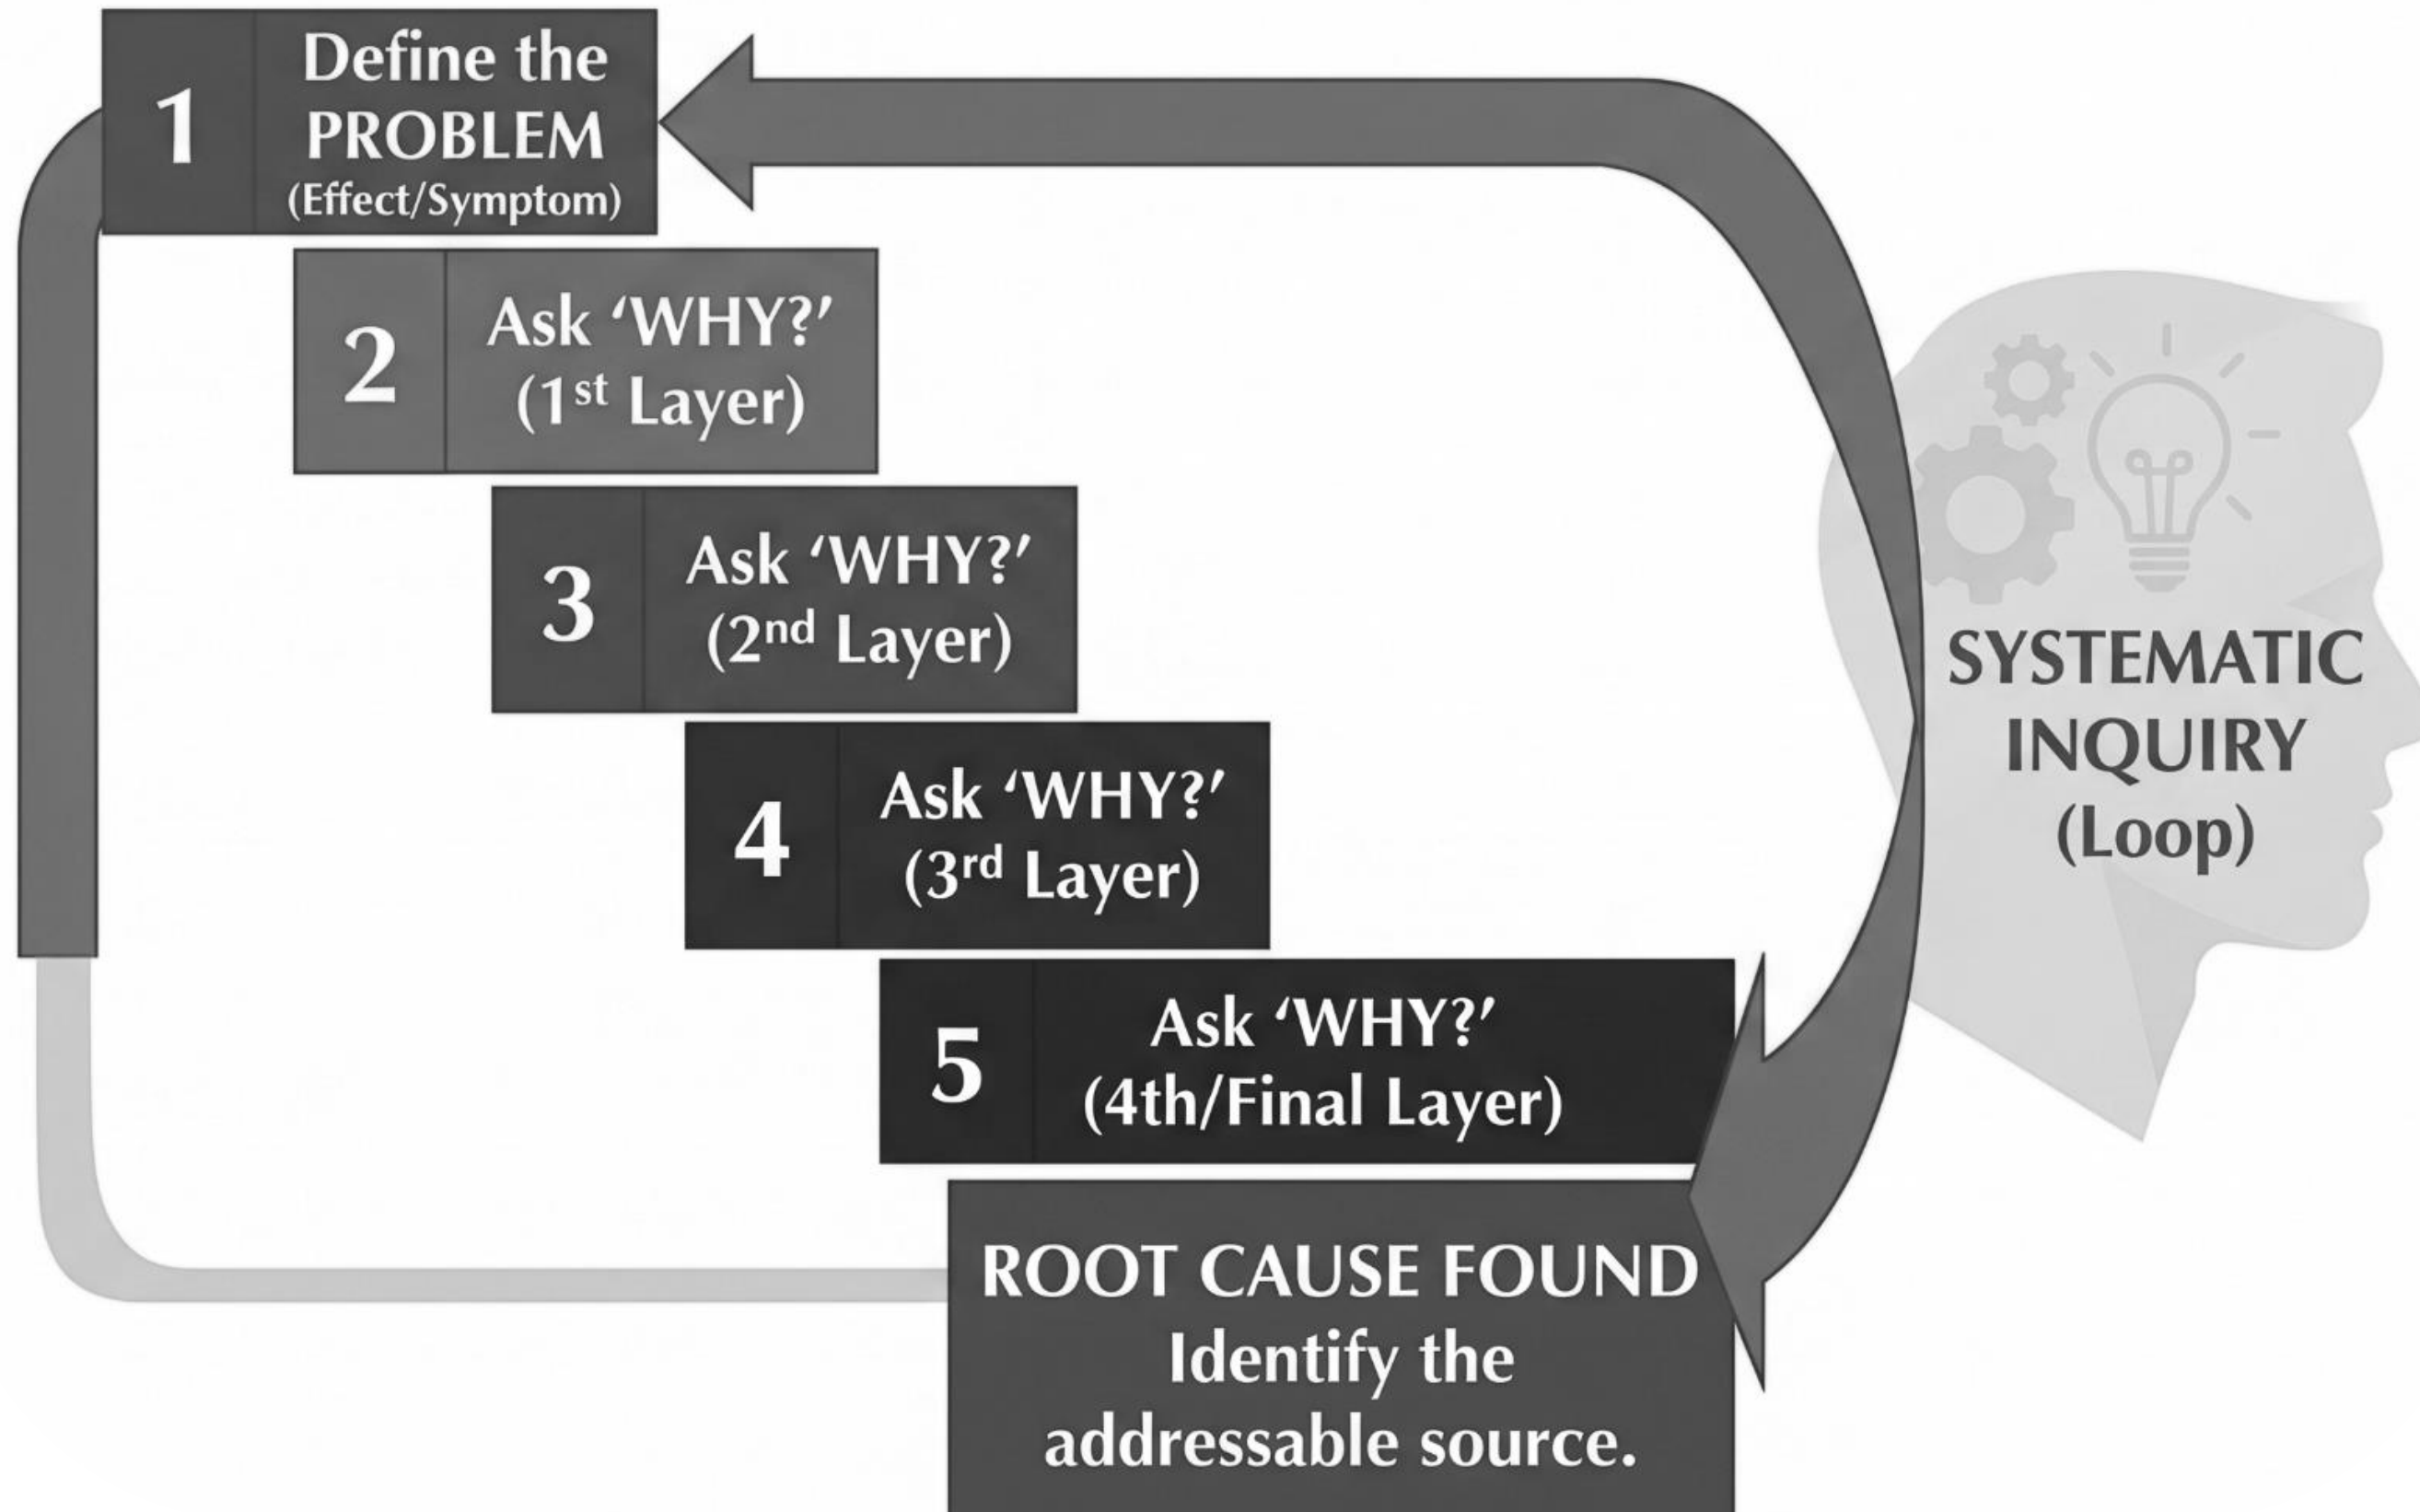 1
Define the
PROBLEM
(Effect/Symptom)
2
Ask ‘WHY?’
(1st Layer)
3
Ask ‘WHY?’
(2nd Layer)
4
Ask ‘WHY?’
(3rd Layer)
5
Ask ‘WHY?’
(4th/Final Layer)
ROOT CAUSE FOUND
Identify the
addressable source.
SYSTEMATIC
INQUIRY
(Loop)